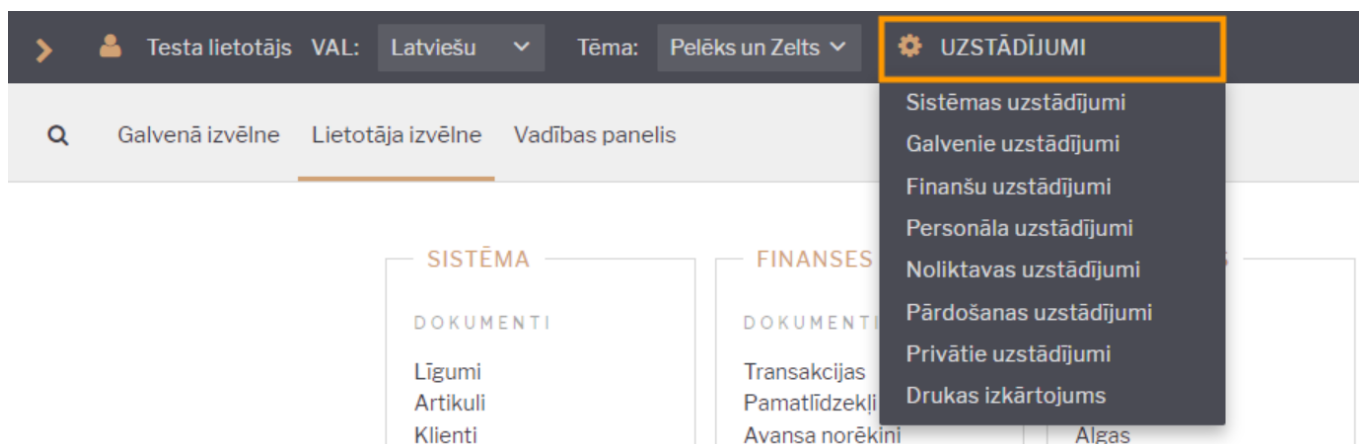 Testa lietotājs VAL: Latviešu Tēma: Pelēks un Zelts UZSTĀDĪJUMI
Galvenā izvēlne Lietotāja izvēlne Vadības panelis
Sistēmas uzstādījumi
Galvenie uzstādījumi
Finanšu uzstādījumi
Personāla uzstādījumi
Noliktavas uzstādījumi
Pārdošanas uzstādījumi
Privātie uzstādījumi
Drukas izkārtojums
SISTĒMA
DOKUMENTI
Līgumi
Artikuli
Klienti
FINANSES
DOKUMENTI
Transakcijas
Pamatlīdzekļi
Avansa norēķini
Algas